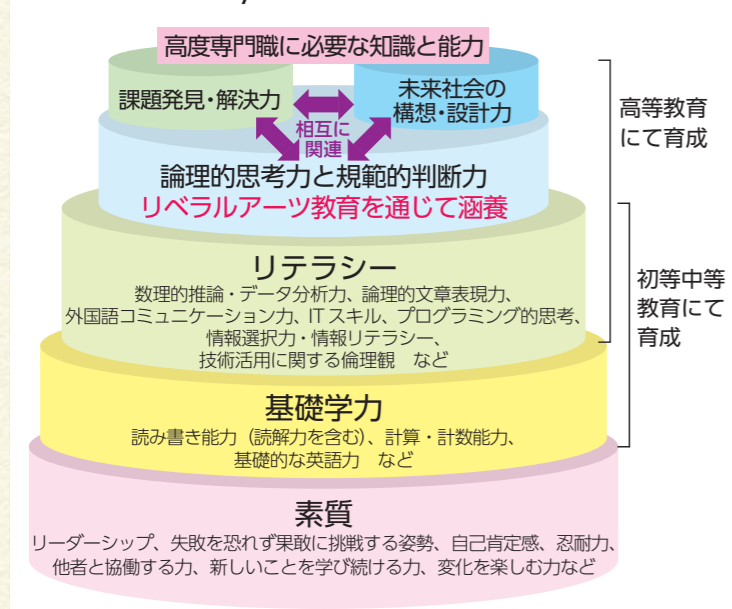 高度専門職に必要な知識と能力
課題発見・解決力
未来社会の
構想・設計力
相互に
関連
論理的思考力と規範的判断力
リベラルアーツ教育を通じて涵養
高等教育
にて育成
リテラシー
数理的推論・データ分析力、論理的文章表現力、
外国語コミュニケーション力、IT スキル、プログラミング的思考、
情報選択力・情報リテラシー、
技術活用に関する倫理観　など
初等中等
教育にて
育成
基礎学力
読み書き能力（読解力を含む）、計算・計数能力、
基礎的な英語力　など
素質
リーダーシップ、失敗を恐れず果敢に挑戦する姿勢、自己肯定感、忍耐力、
他者と協働する力、新しいことを学び続ける力、変化を楽しむ力など